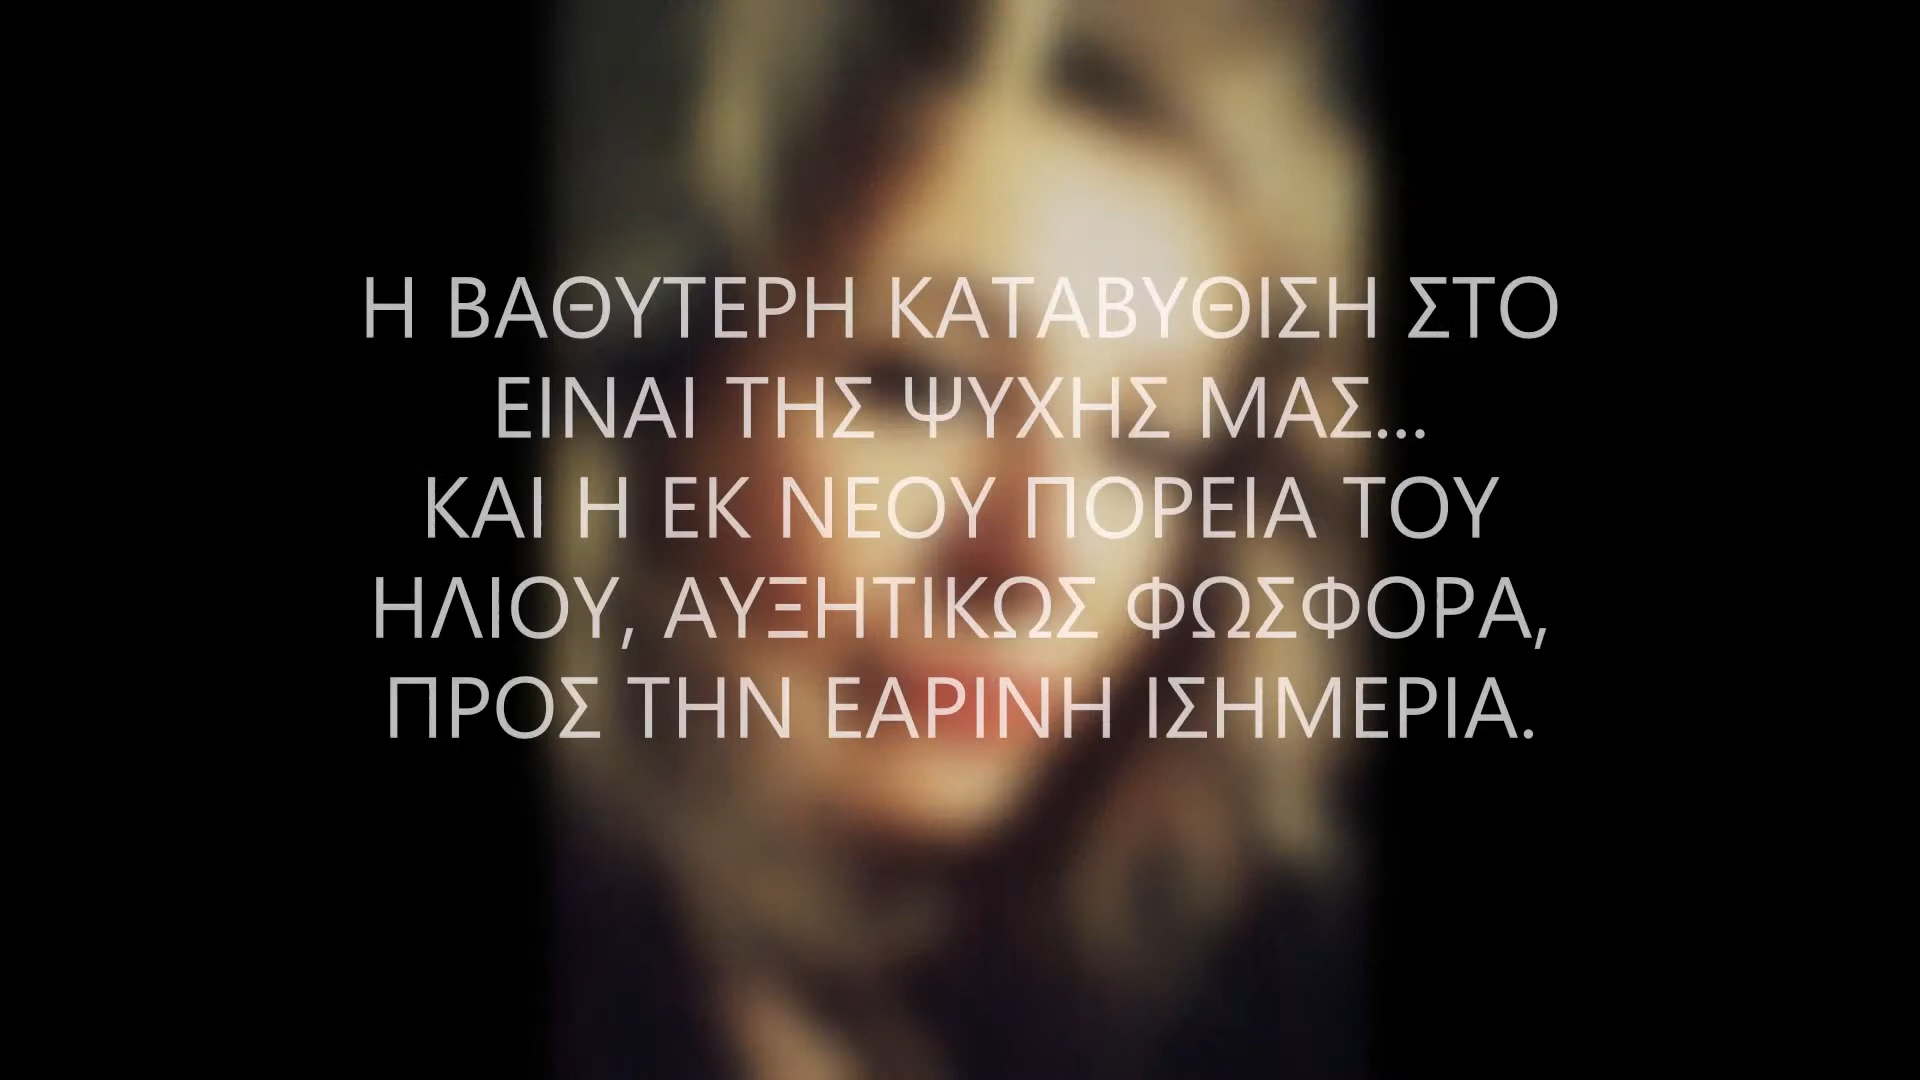 Η ΒΑΘΥΤΕΡΗ ΚΑΤΑΒΥΘΙΣΗ ΣΤΟ
ΕΙΝΑΙ ΤΗΣ ΨΥΧΗΣ ΜΑΣ...
ΚΑΙ Η ΕΚ ΝΕΟΥ ΠΟΡΕΙΑ ΤΟΥ
ΗΛΙΟΥ, ΑΥΞΗΤΙΚΩΣ ΦΩΣΦΟΡΑ,
ΠΡΟΣ ΤΗΝ ΕΑΡΙΝΗ ΙΣΗΜΕΡΙΑ.